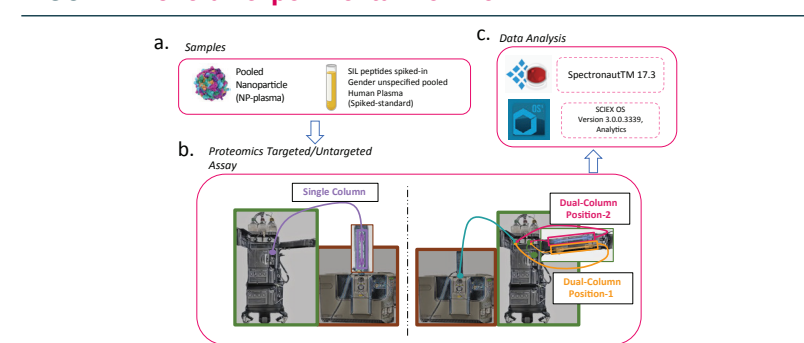 a.
Samples
Pooled
Nanoparticle
(NP-plasma)
SIL peptides spiked-in
Gender unspecified pooled
Human Plasma
(Spiked-standard)
c.
Data Analysis
SpectronautTM 17.3
OS
SCIEX OS
Version 3.0.0.3339,
Analytics
b.
Proteomics Targeted/Untargeted
Assay
Single Column
Dual-Column
Position-2
Dual-Column
Position-1